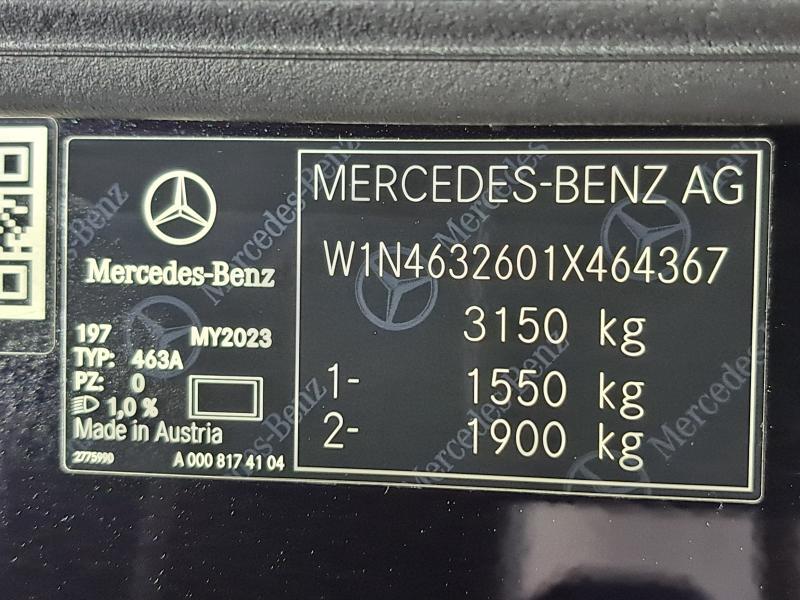 Mercedes-Benz
197 MY2023
TYP: 463A
PZ: 0
1,0 %
Made in Austria
2775990 A 000 817 41 04
MERCEDES-BENZ AG
W1N4632601X464367
3150 kg
1- 1550 kg
2- 1900 kg